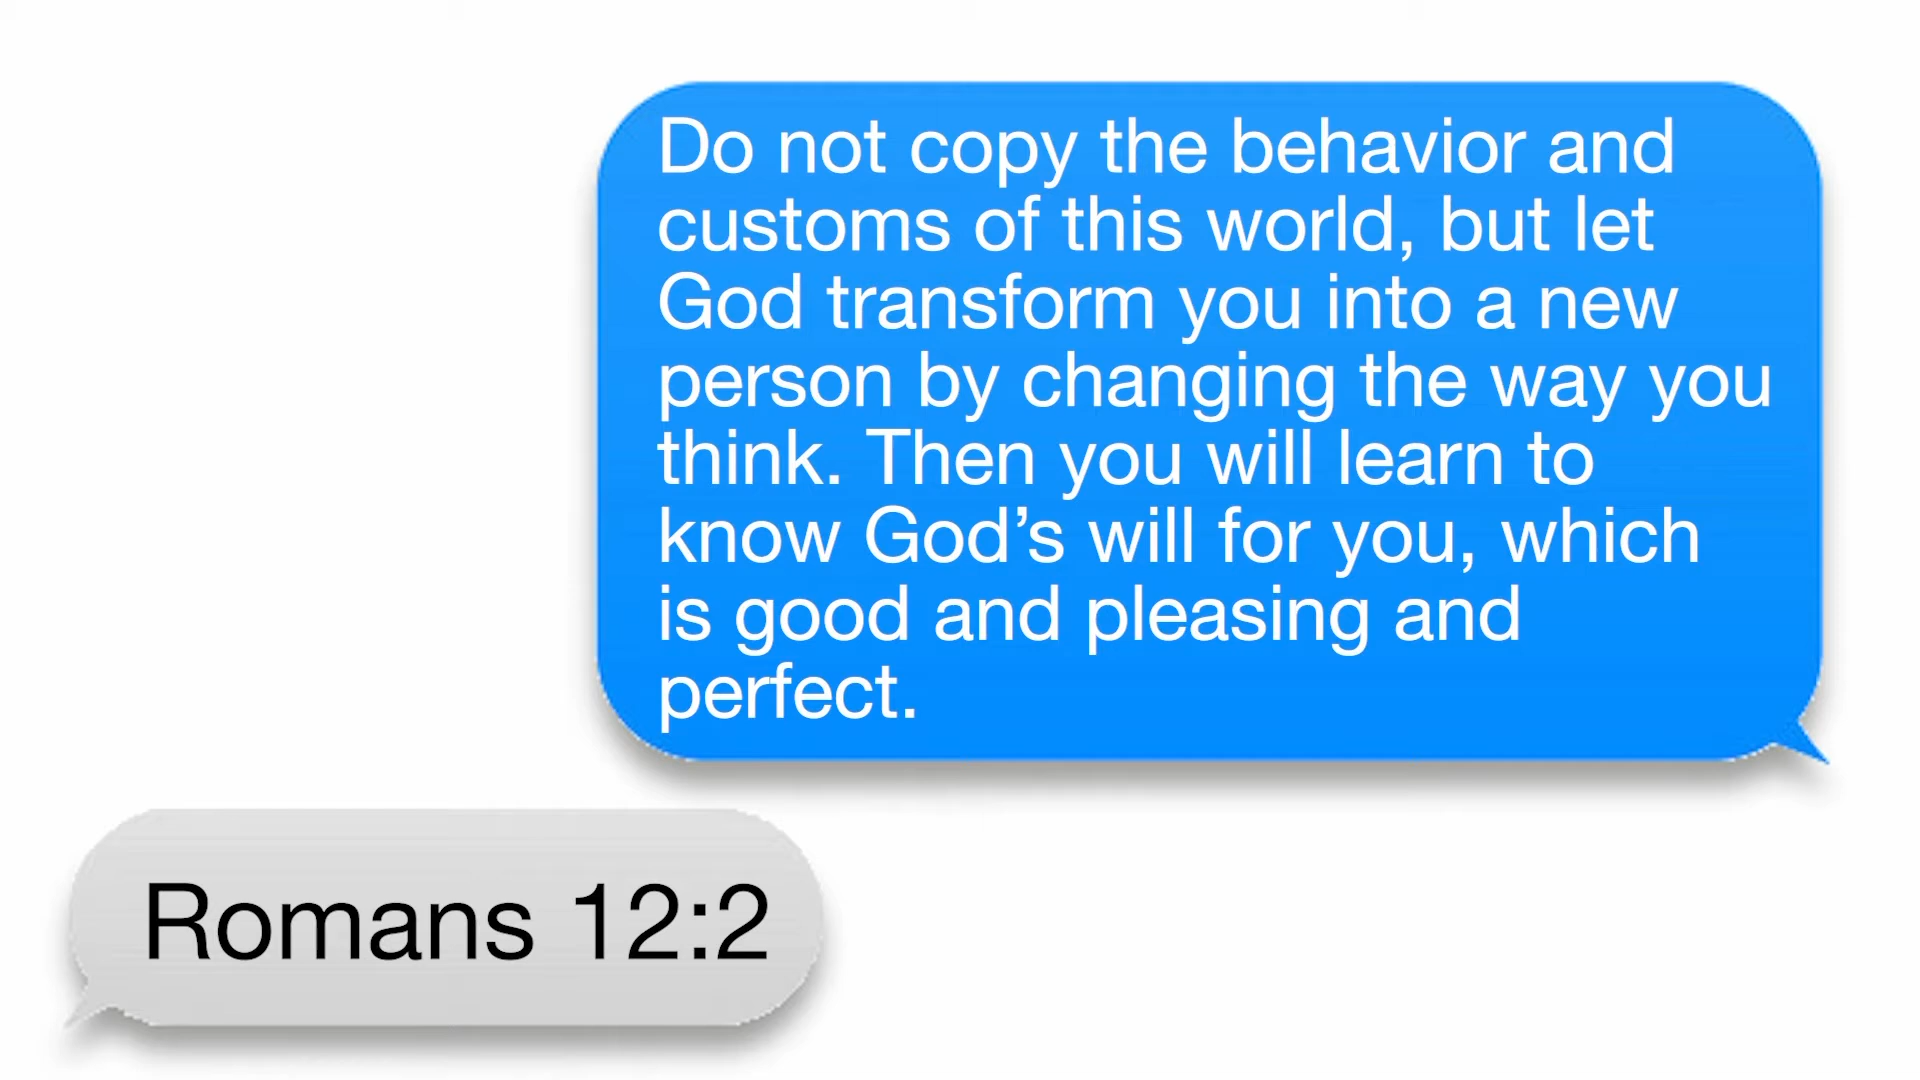 Do not copy the behavior and
customs of this world, but let
God transform you into a new
person by changing the way you
think. Then you will learn to
know God’s will for you, which
is good and pleasing and
perfect.
Romans 12:2